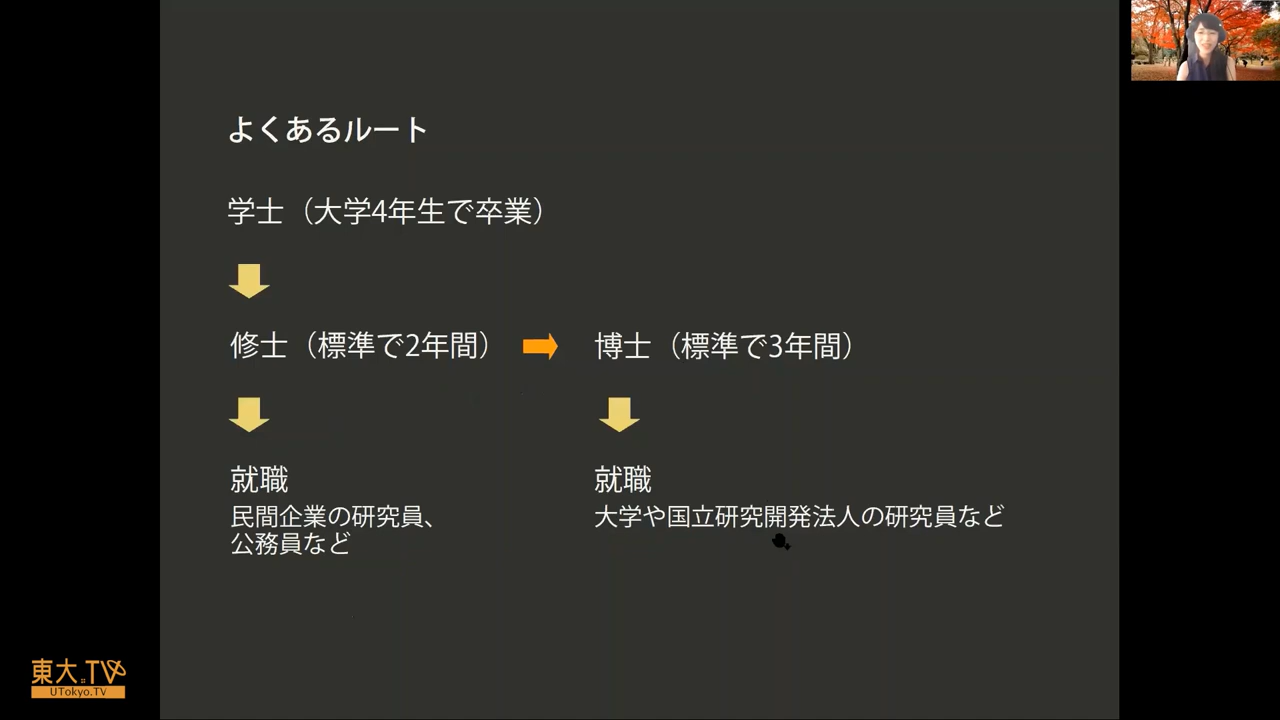 よくあるルート
学士（大学4年生で卒業）
修士（標準で2年間）
博士（標準で3年間）
就職
民間企業の研究員、
公務員など
就職
大学や国立研究開発法人の研究員など
東大.TV
UTokyo.TV